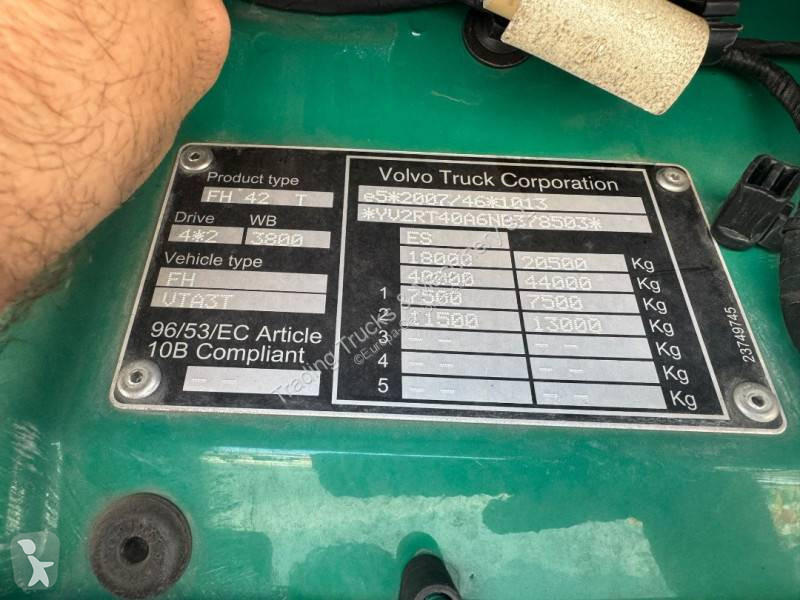 Product type
FH 42 T
Drive WB
4*2 3800
Vehicle type
FH
VTA3T
96/53/EC Article
10B Compliant
-- --
Volvo Truck Corporation
e5*2007/46*1013
ES
18000 20500 Kg
40000 44000 Kg
1 7500 7500 Kg
2 11500 13000 Kg
3 -- -- -- -- Kg
4 -- -- -- -- Kg
5 -- -- -- -- Kg
23749745
Trading Trucks &